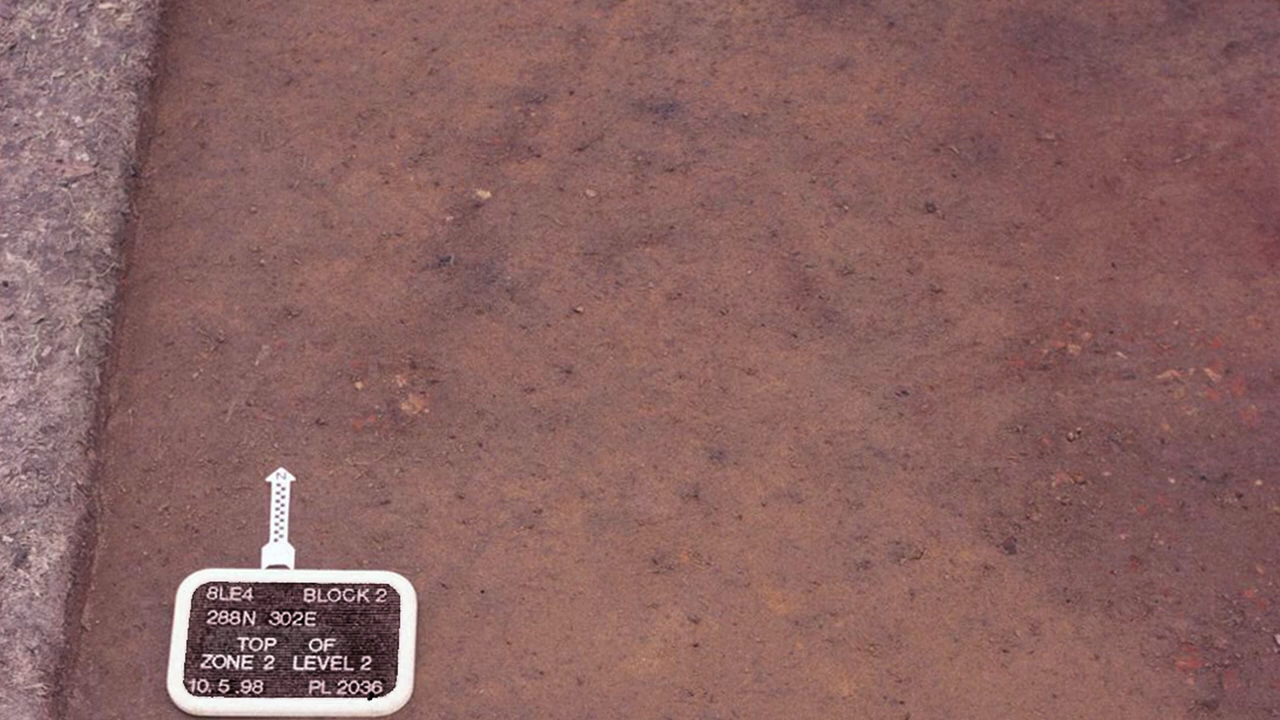 N
8LE4 BLOCK 2
288N 302E
TOP OF
ZONE 2 LEVEL 2
10.5.98 PL 2036